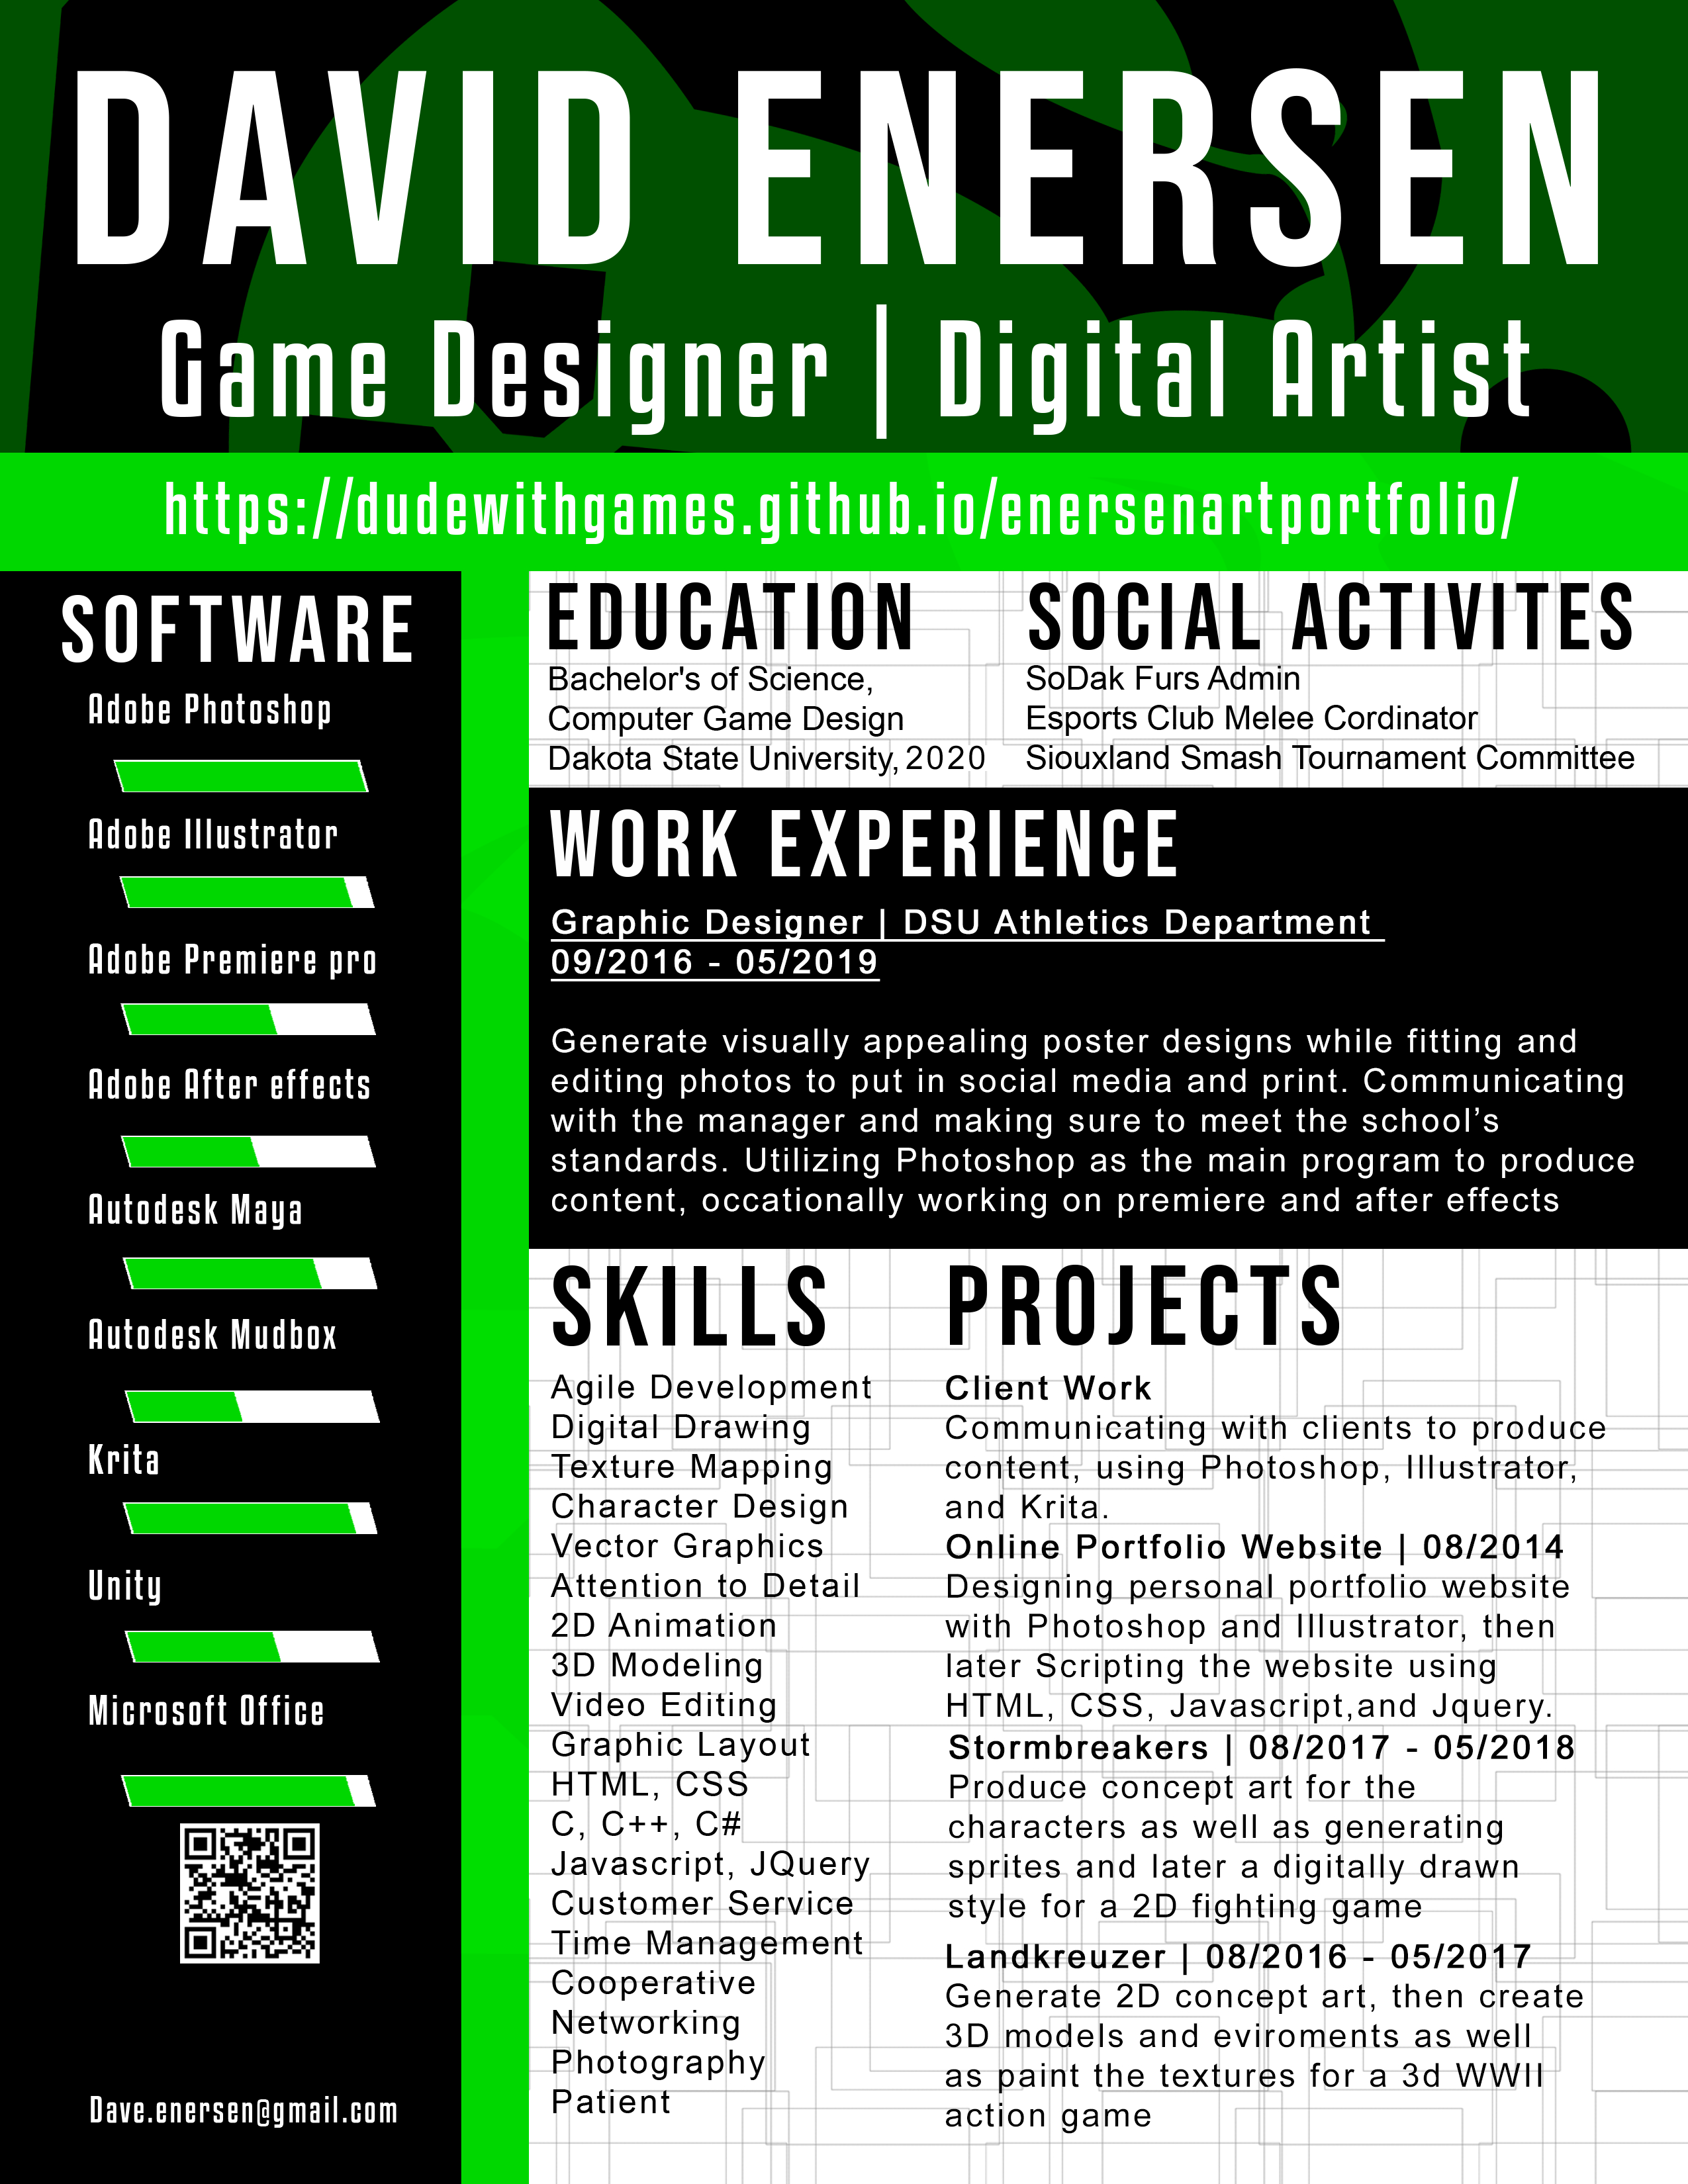 DAVID ENERSEN
Game Designer | Digital Artist
https://dudewithgames.github.io/enersenartportfolio/
SOFTWARE
Adobe Photoshop
Adobe Illustrator
Adobe Premiere pro
Adobe After effects
Autodesk Maya
Autodesk Mudbox
Krita
Unity
Microsoft Office
Dave.enersen@gmail.com
EDUCATION
Bachelor's of Science,
Computer Game Design
Dakota State University, 2020
SOCIAL ACTIVITES
SoDak Furs Admin
Esports Club Melee Cordinator
Siouxland Smash Tournament Committee
WORK EXPERIENCE
Graphic Designer | DSU Athletics Department
09/2016 - 05/2019
Generate visually appealing poster designs while fitting and
editing photos to put in social media and print. Communicating
with the manager and making sure to meet the school’s
standards. Utilizing Photoshop as the main program to produce
content, occationally working on premiere and after effects
SKILLS
Agile Development
Digital Drawing
Texture Mapping
Character Design
Vector Graphics
Attention to Detail
2D Animation
3D Modeling
Video Editing
Graphic Layout
HTML, CSS
C, C++, C#
Javascript, JQuery
Customer Service
Time Management
Cooperative
Networking
Photography
Patient
PROJECTS
Client Work
Communicating with clients to produce
content, using Photoshop, Illustrator,
and Krita.
Online Portfolio Website | 08/2014
Designing personal portfolio website
with Photoshop and Illustrator, then
later Scripting the website using
HTML, CSS, Javascript,and Jquery.
Stormbreakers | 08/2017 - 05/2018
Produce concept art for the
characters as well as generating
sprites and later a digitally drawn
style for a 2D fighting game
Landkreuzer | 08/2016 - 05/2017
Generate 2D concept art, then create
3D models and eviroments as well
as paint the textures for a 3d WWII
action game